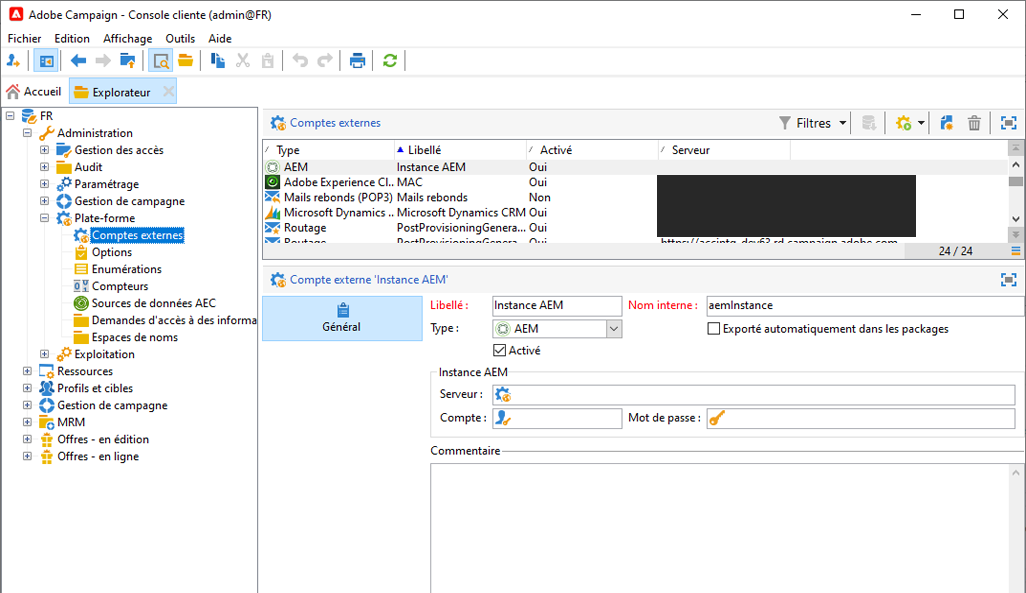 Adobe Campaign - Console cliente (admin@FR)
Fichier Edition Affichage Outils Aide
Accueil Explorateur
FR
Administration
Gestion des accès
Audit
Paramétrage
Gestion de campagne
Plate-forme
Comptes externes
Options
Enumérations
Compteurs
Sources de données AEC
Demandes d'accès à des informa
Espaces de noms
Exploitation
Ressources
Profils et cibles
Gestion de campagne
MRM
Offres - en édition
Offres - en ligne
Comptes externes Filtres
Type Libellé Activé Serveur
AEM Instance AEM Oui
Adobe Experience Cl... MAC Oui
Mails rebonds (POP3) Mails rebonds Non
Microsoft Dynamics ... Microsoft Dynamics CRM Oui
Routage PostProvisioningGenera... Oui
Routage PostProvisioningGenera... Oui
24 / 24
Compte externe 'Instance AEM'
Général
Libellé : Instance AEM Nom interne : aemInstance
Type : AEM Exporté automatiquement dans les packages
Activé
Instance AEM
Serveur :
Compte : Mot de passe :
Commentaire